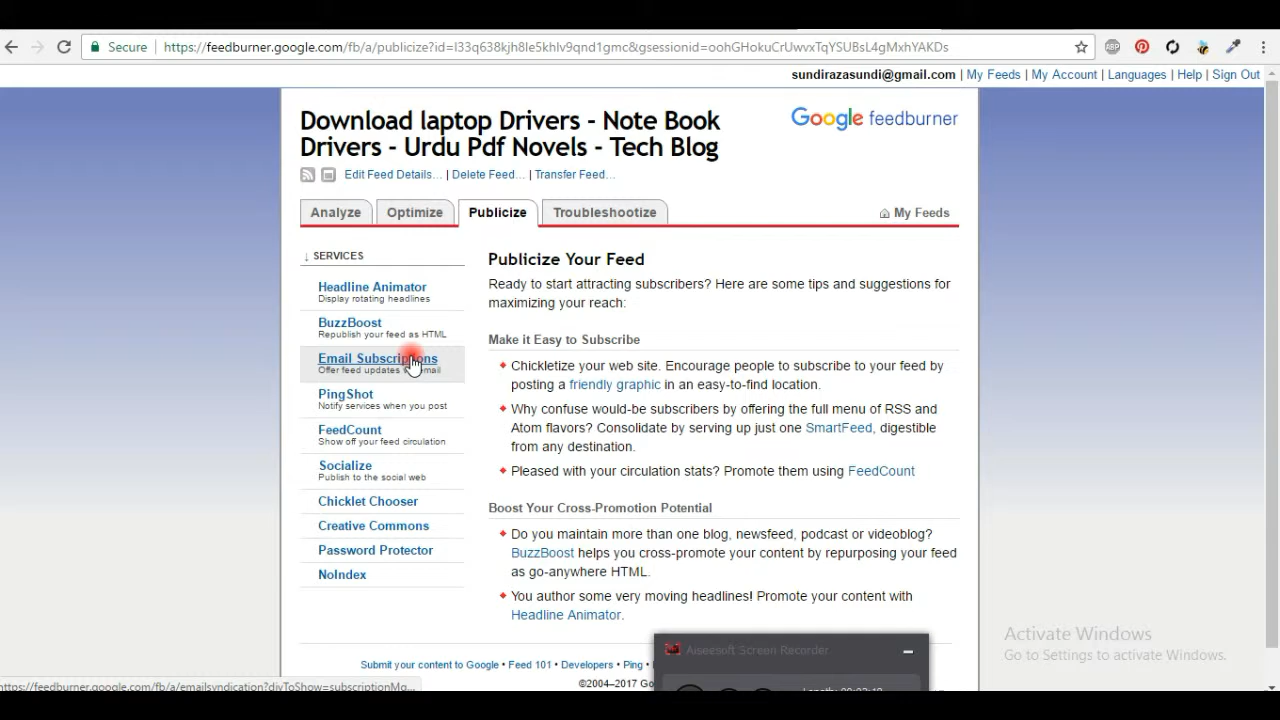 Secure https://feedburner.google.com/fb/a/publicize?id=l33q638kjh8le5khlv9qnd1gmc&gsessionid=oohGHokuCrUwvxTqYSUBsL4gMxhYAKDs
ABP
sundirazasundi@gmail.com | My Feeds | My Account | Languages | Help | Sign Out
Download laptop Drivers - Note Book
Drivers - Urdu Pdf Novels - Tech Blog
Google feedburner
Edit Feed Details... | Delete Feed... | Transfer Feed...
Analyze Optimize Publicize Troubleshootize My Feeds
↓ SERVICES
Headline Animator
Display rotating headlines
BuzzBoost
Republish your feed as HTML
Email Subscriptions
Offer feed updates email
PingShot
Notify services when you post
FeedCount
Show off your feed circulation
Socialize
Publish to the social web
Chicklet Chooser
Creative Commons
Password Protector
NoIndex
Publicize Your Feed
Ready to start attracting subscribers? Here are some tips and suggestions for
maximizing your reach:
Make it Easy to Subscribe
Chickletize your web site. Encourage people to subscribe to your feed by
posting a friendly graphic in an easy-to-find location.
Why confuse would-be subscribers by offering the full menu of RSS and
Atom flavors? Consolidate by serving up just one SmartFeed, digestible
from any destination.
Pleased with your circulation stats? Promote them using FeedCount
Boost Your Cross-Promotion Potential
Do you maintain more than one blog, newsfeed, podcast or videoblog?
BuzzBoost helps you cross-promote your content by repurposing your feed
as go-anywhere HTML.
You author some very moving headlines! Promote your content with
Headline Animator.
Submit your content to Google • Feed 101 • Developers • Ping •
©2004–2017 Go
Aiseesoft Screen Recorder
Activate Windows
Go to Settings to activate Windows.
https://feedburner.google.com/fb/a/emailsyndication?divToShow=subscriptionMg...